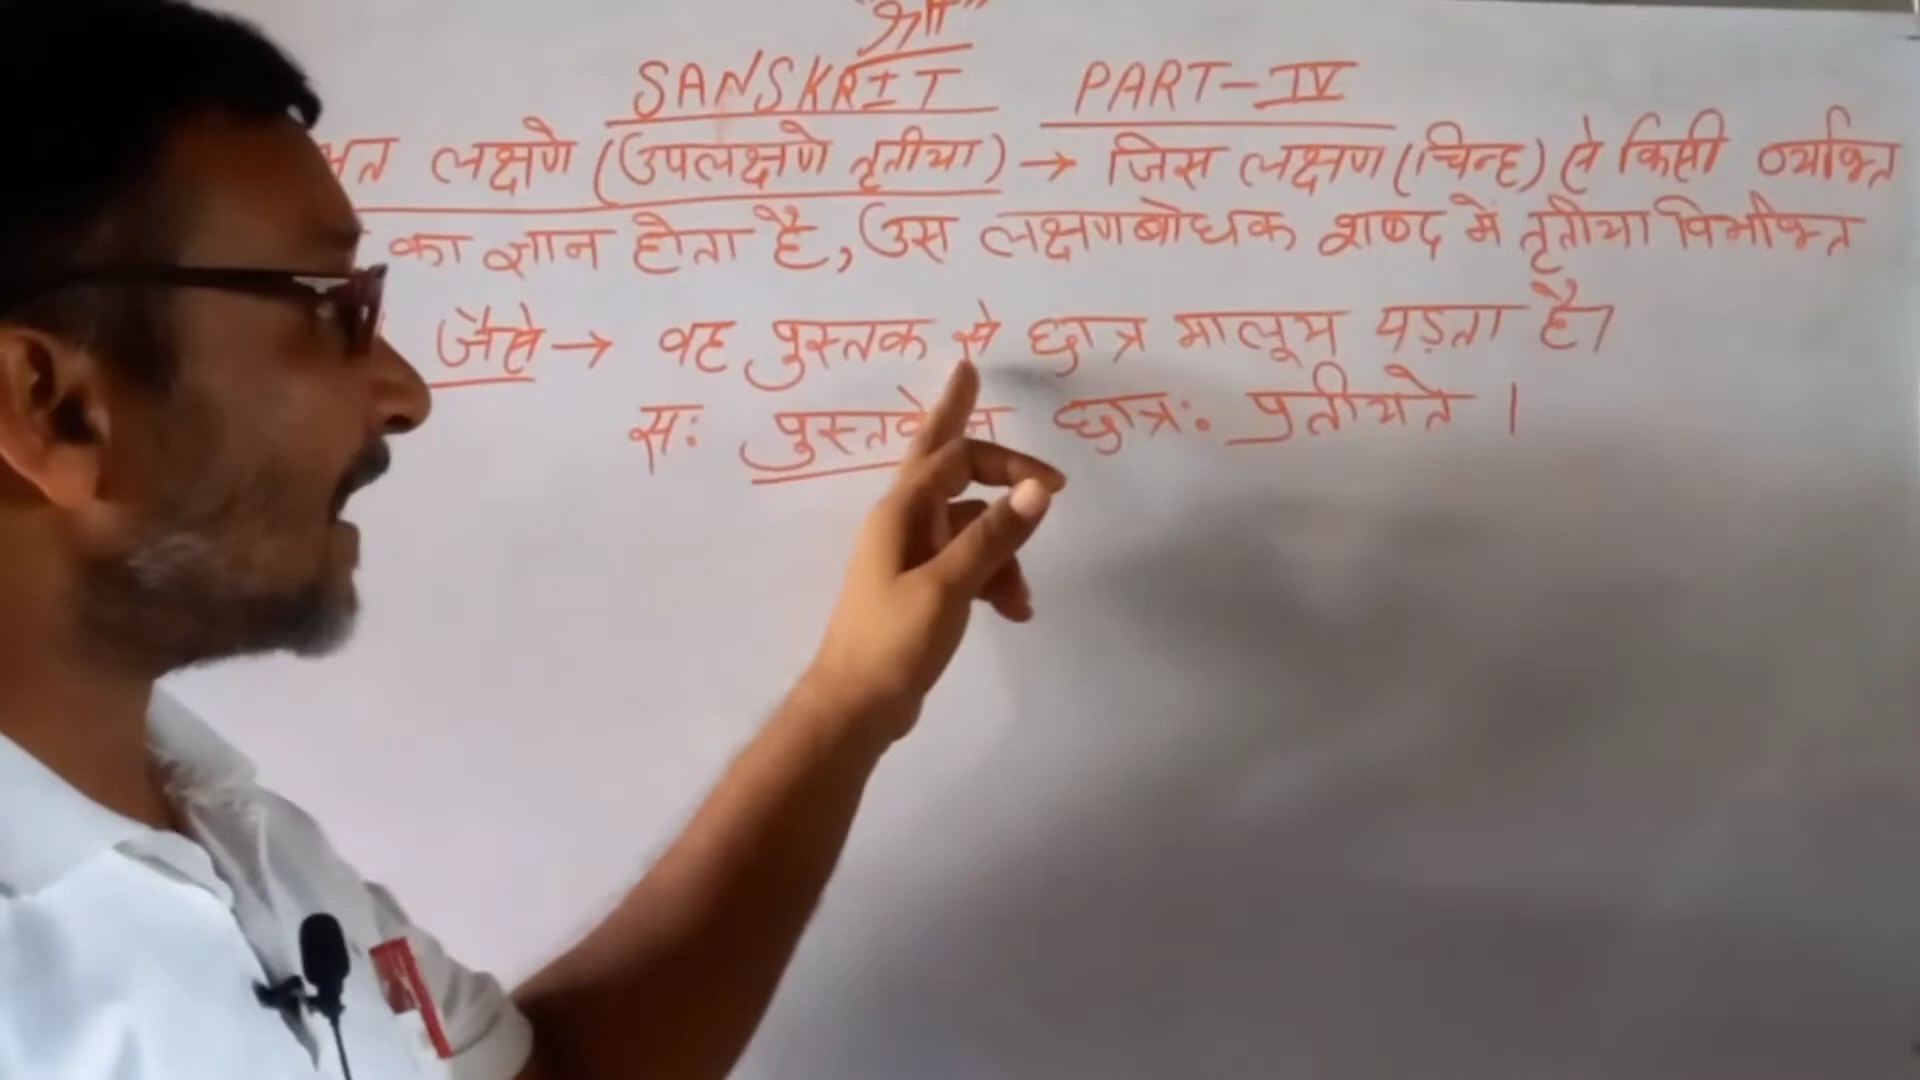 "श्री"
SANSKRIT PART-IV
लक्षणे (उपलक्षणे तृतीया) → जिस लक्षण (चिन्ह) से किसी व्यक्ति
का ज्ञान होता है, उस लक्षणबोधक शब्द में तृतीया विभक्ति
जैसे → वह पुस्तक से छात्र मालूम पड़ता है।
सः पुस्तकेन छात्रः प्रतीयते ।